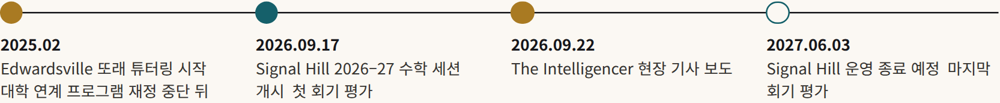 2025.02
Edwardsville 또래 튜터링 시작
대학 연계 프로그램 재정 중단 뒤
2026.09.17
Signal Hill 2026–27 수학 세션
개시 첫 회기 평가
2026.09.22
The Intelligencer 현장 기사 보도
2027.06.03
Signal Hill 운영 종료 예정 마지막
회기 평가